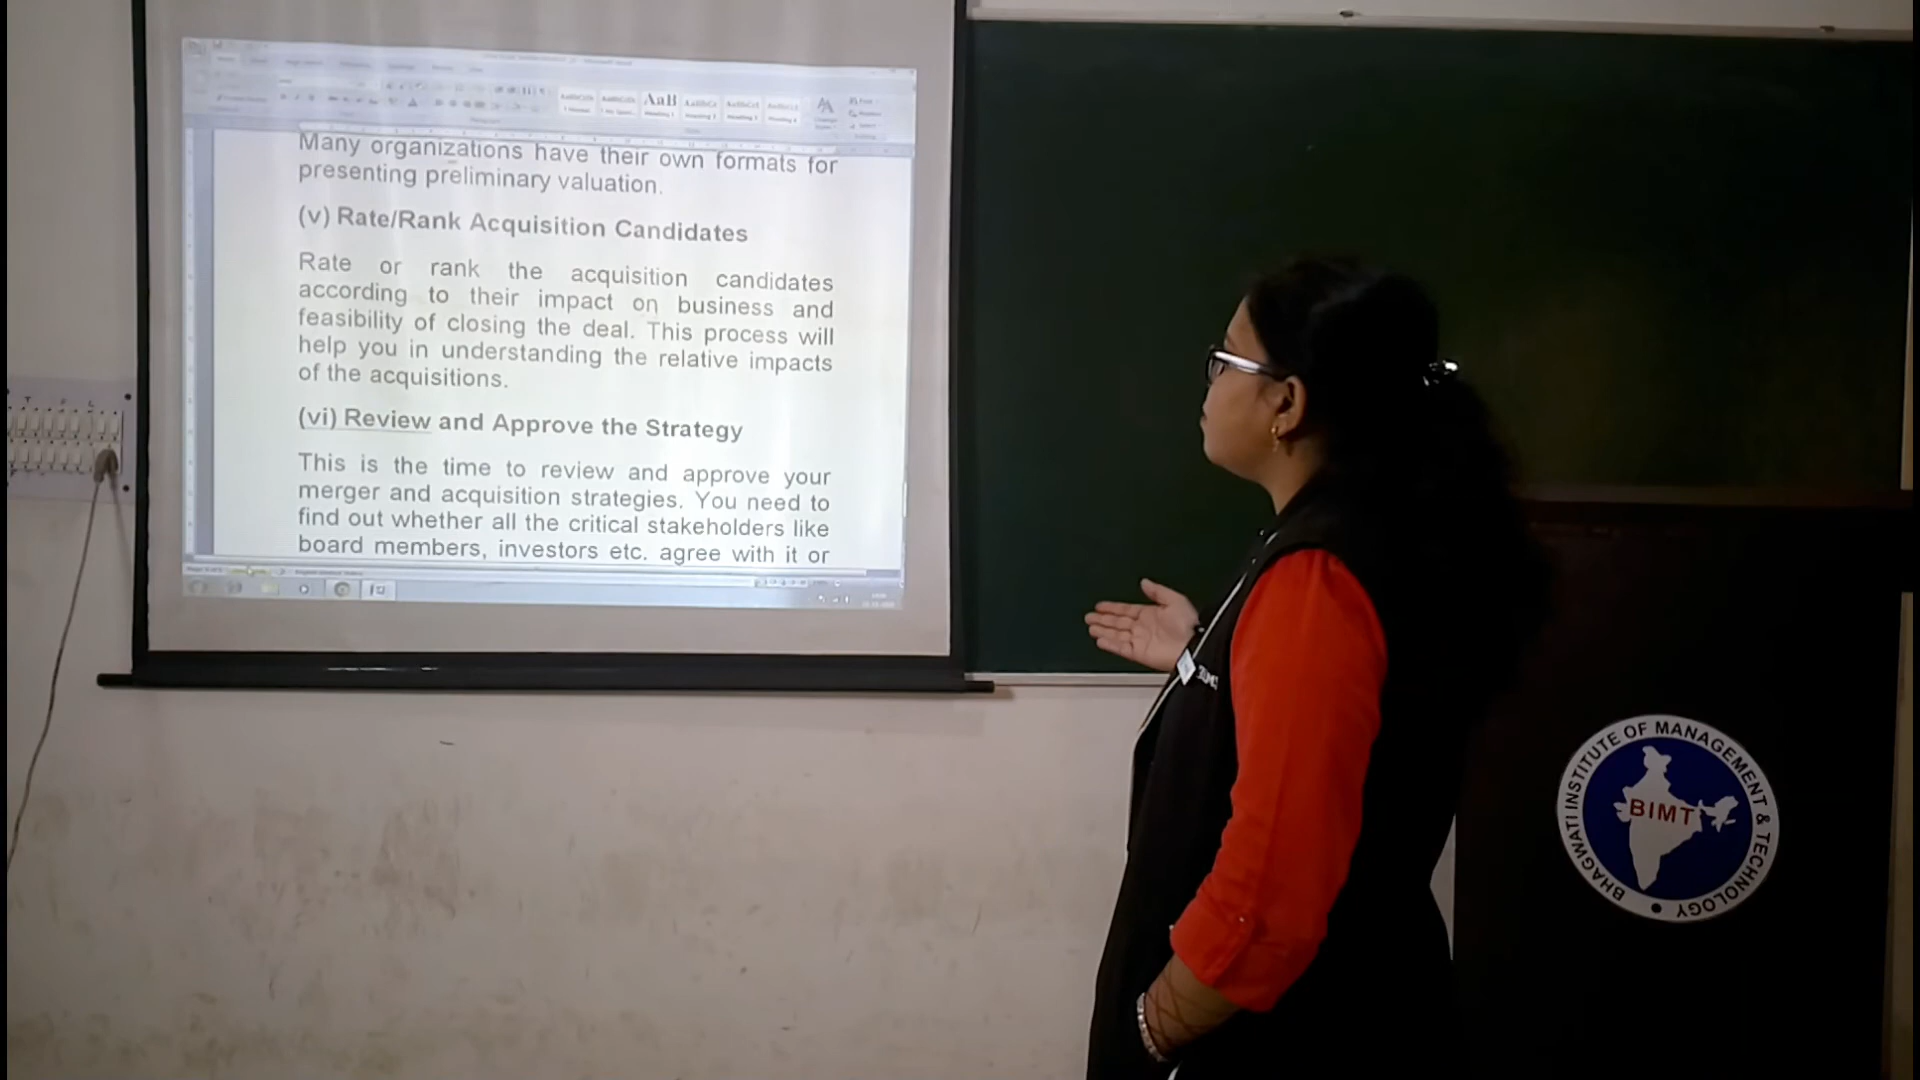 AaB
Many organizations have their own formats for
presenting preliminary valuation.
(v) Rate/Rank Acquisition Candidates
Rate or rank the acquisition candidates
according to their impact on business and
feasibility of closing the deal. This process will
help you in understanding the relative impacts
of the acquisitions.
(vi) Review and Approve the Strategy
This is the time to review and approve your
merger and acquisition strategies. You need to
find out whether all the critical stakeholders like
board members, investors etc. agree with it or
BHAGWATI INSTITUTE OF MANAGEMENT & TECHNOLOGY
BIMT